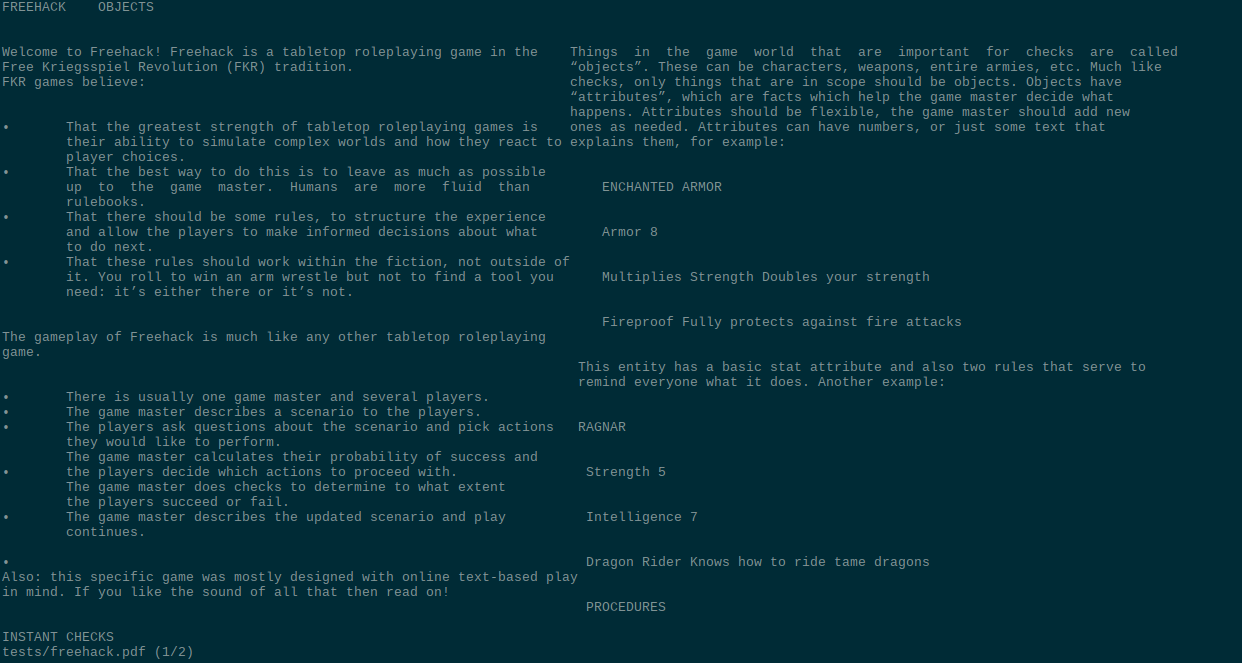 FREEHACK    OBJECTS
Welcome to Freehack! Freehack is a tabletop roleplaying game in the
Free Kriegsspiel Revolution (FKR) tradition.
FKR games believe:
• That the greatest strength of tabletop roleplaying games is
their ability to simulate complex worlds and how they react to
player choices.
• That the best way to do this is to leave as much as possible
up to the game master. Humans are more fluid than
rulebooks.
• That there should be some rules, to structure the experience
and allow the players to make informed decisions about what
to do next.
• That these rules should work within the fiction, not outside of
it. You roll to win an arm wrestle but not to find a tool you
need: it’s either there or it’s not.
The gameplay of Freehack is much like any other tabletop roleplaying
game.
• There is usually one game master and several players.
• The game master describes a scenario to the players.
• The players ask questions about the scenario and pick actions
they would like to perform.
The game master calculates their probability of success and
• the players decide which actions to proceed with.
The game master does checks to determine to what extent
the players succeed or fail.
• The game master describes the updated scenario and play
continues.
•
Also: this specific game was mostly designed with online text-based play
in mind. If you like the sound of all that then read on!
INSTANT CHECKS
Things in the game world that are important for checks are called
“objects”. These can be characters, weapons, entire armies, etc. Much like
checks, only things that are in scope should be objects. Objects have
“attributes”, which are facts which help the game master decide what
happens. Attributes should be flexible, the game master should add new
ones as needed. Attributes can have numbers, or just some text that
explains them, for example:
ENCHANTED ARMOR
Armor 8
Multiplies Strength Doubles your strength
Fireproof Fully protects against fire attacks
This entity has a basic stat attribute and also two rules that serve to
remind everyone what it does. Another example:
RAGNAR
Strength 5
Intelligence 7
Dragon Rider Knows how to ride tame dragons
PROCEDURES
tests/freehack.pdf (1/2)